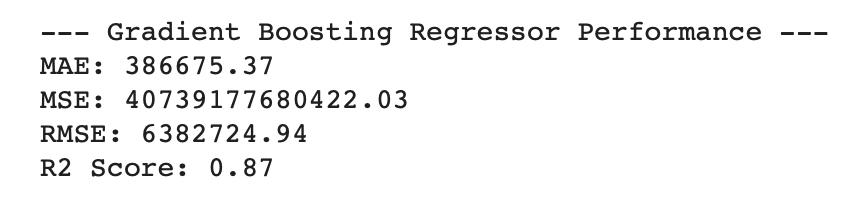 --- Gradient Boosting Regressor Performance ---
MAE: 386675.37
MSE: 40739177680422.03
RMSE: 6382724.94
R2 Score: 0.87